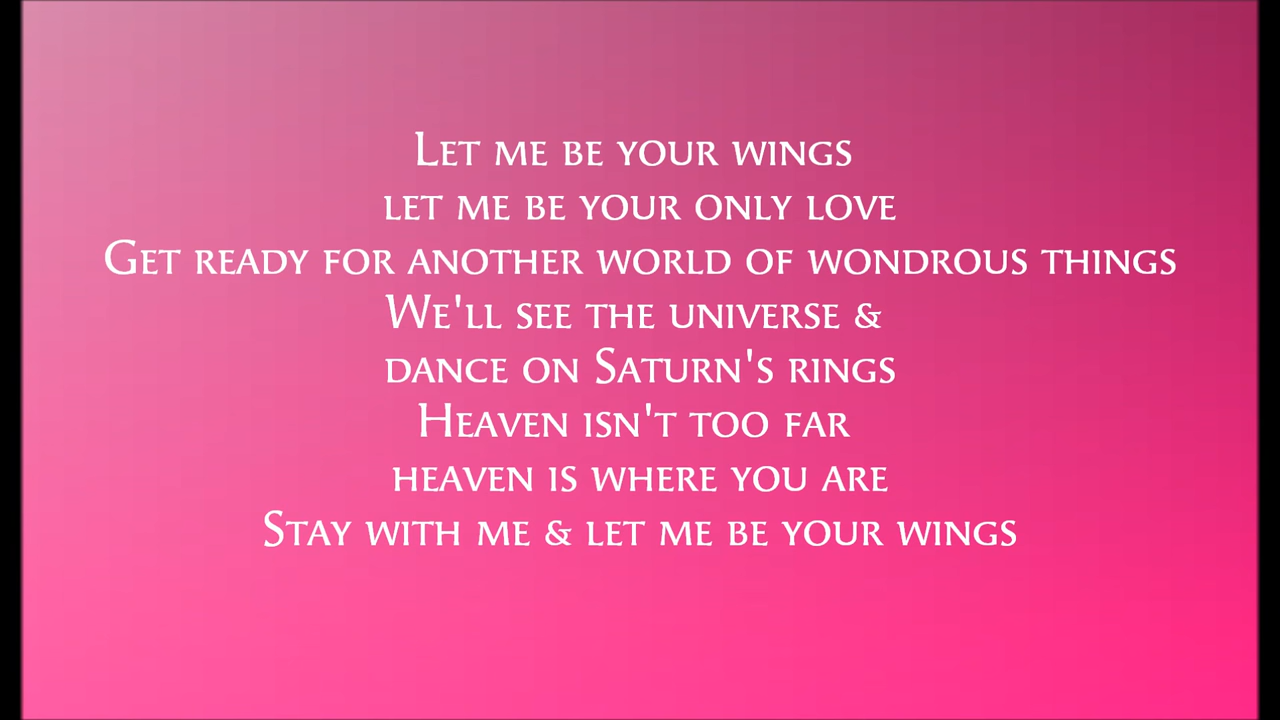 Let me be your wings
let me be your only love
Get ready for another world of wondrous things
We'll see the universe &
dance on Saturn's rings
Heaven isn't too far
heaven is where you are
Stay with me & let me be your wings